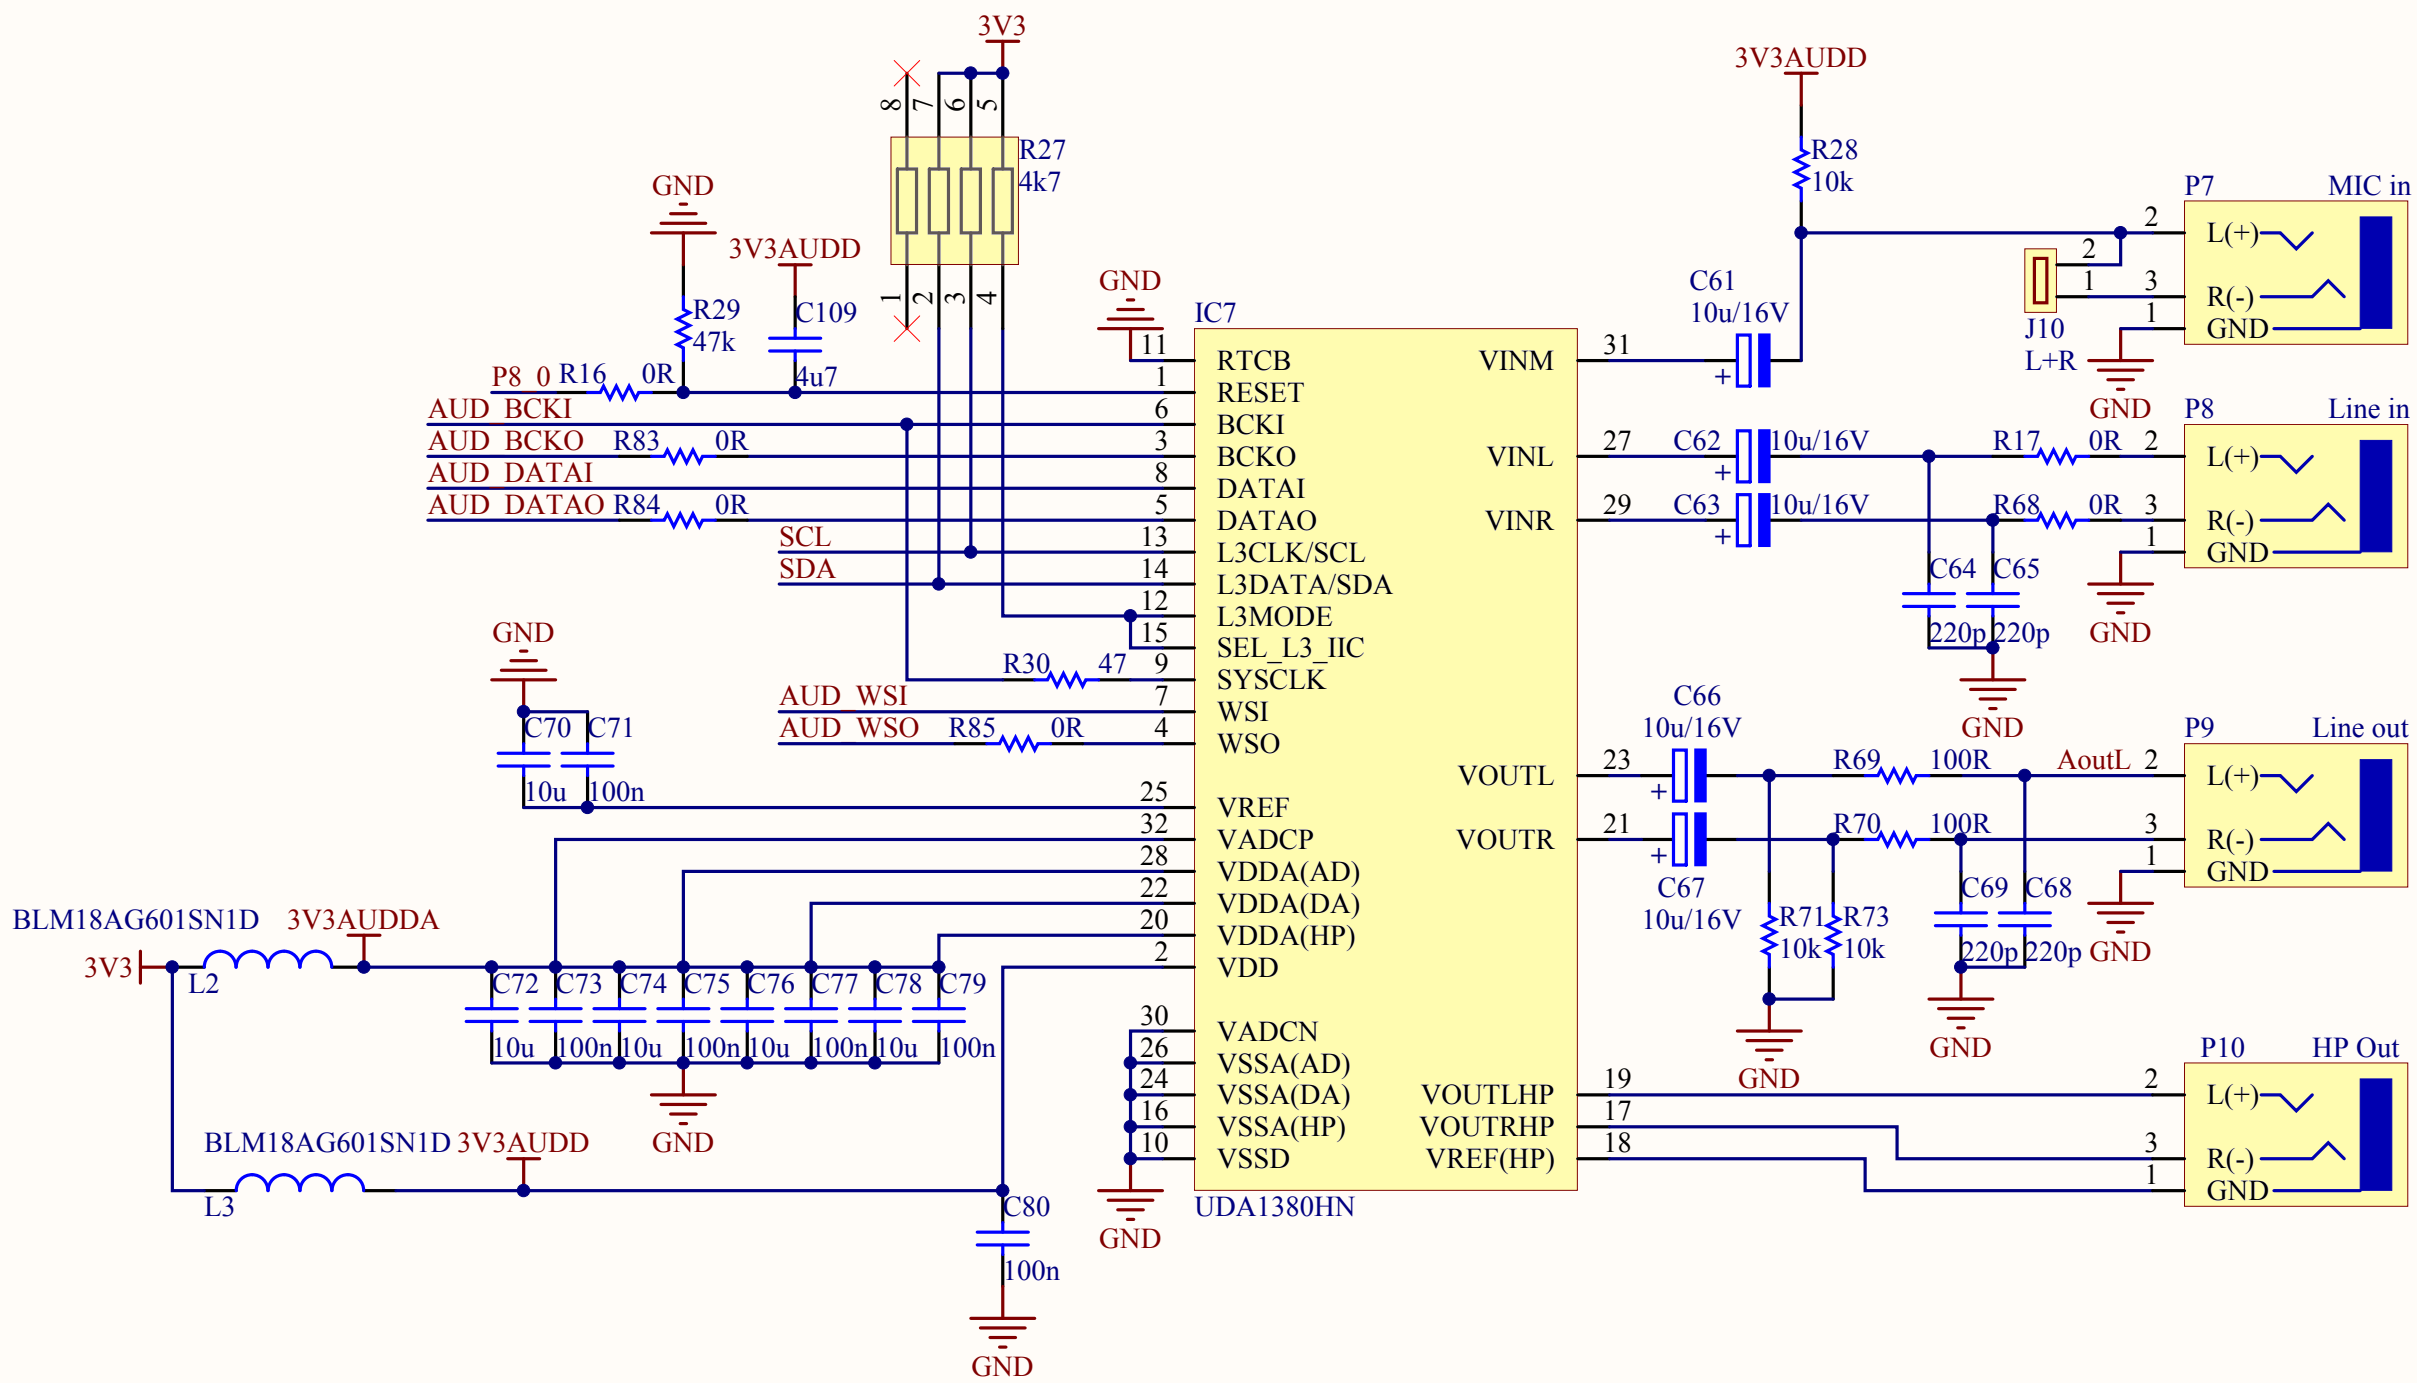 3V3
3V3AUDD
8 7 6 5
R27
4k7
1 2 3 4
R28
10k
P7 MIC in
2 L(+)
2
1
3 R(-)
1 GND
J10
L+R
GND
GND
3V3AUDD
R29
47k
C109
4u7
GND
IC7
C61
10u/16V
11 RTCB VINM 31
+
P8_0 R16 0R 1 RESET
AUD_BCKI 6 BCKI
P8 Line in
AUD_BCKO R83 0R 3 BCKO VINL 27 C62 10u/16V R17 0R 2 L(+)
+
AUD_DATAI 8 DATAI
AUD_DATAO R84 0R 5 DATAO VINR 29 C63 10u/16V R68 0R 3 R(-)
+
SCL 13 L3CLK/SCL
1 GND
SDA 14 L3DATA/SDA
C64 C65
220p 220p
GND
GND
12 L3MODE
15 SEL_L3_IIC
R30 47 9 SYSCLK
AUD_WSI 7 WSI
AUD_WSO R85 0R 4 WSO
GND
C70 C71
10u 100n
25 VREF
C66
10u/16V
P9 Line out
VOUTL 23 R69 100R AoutL 2 L(+)
+
VOUTR 21 R70 100R 3 R(-)
+
1 GND
C67
10u/16V
R71 R73
10k 10k
C69 C68
220p 220p
GND
GND
GND
32 VADCP
28 VDDA(AD)
22 VDDA(DA)
20 VDDA(HP)
2 VDD
BLM18AG601SN1D 3V3AUDDA
3V3
L2
C72 C73 C74 C75 C76 C77 C78 C79
10u 100n 10u 100n 10u 100n 10u 100n
GND
BLM18AG601SN1D 3V3AUDD
L3
30 VADCN
26 VSSA(AD)
24 VSSA(DA)
16 VSSA(HP)
10 VSSD
GND
P10 HP Out
VOUTLHP 19 2 L(+)
VOUTRHP 17 3 R(-)
VREF(HP) 18 1 GND
UDA1380HN
C80
100n
GND